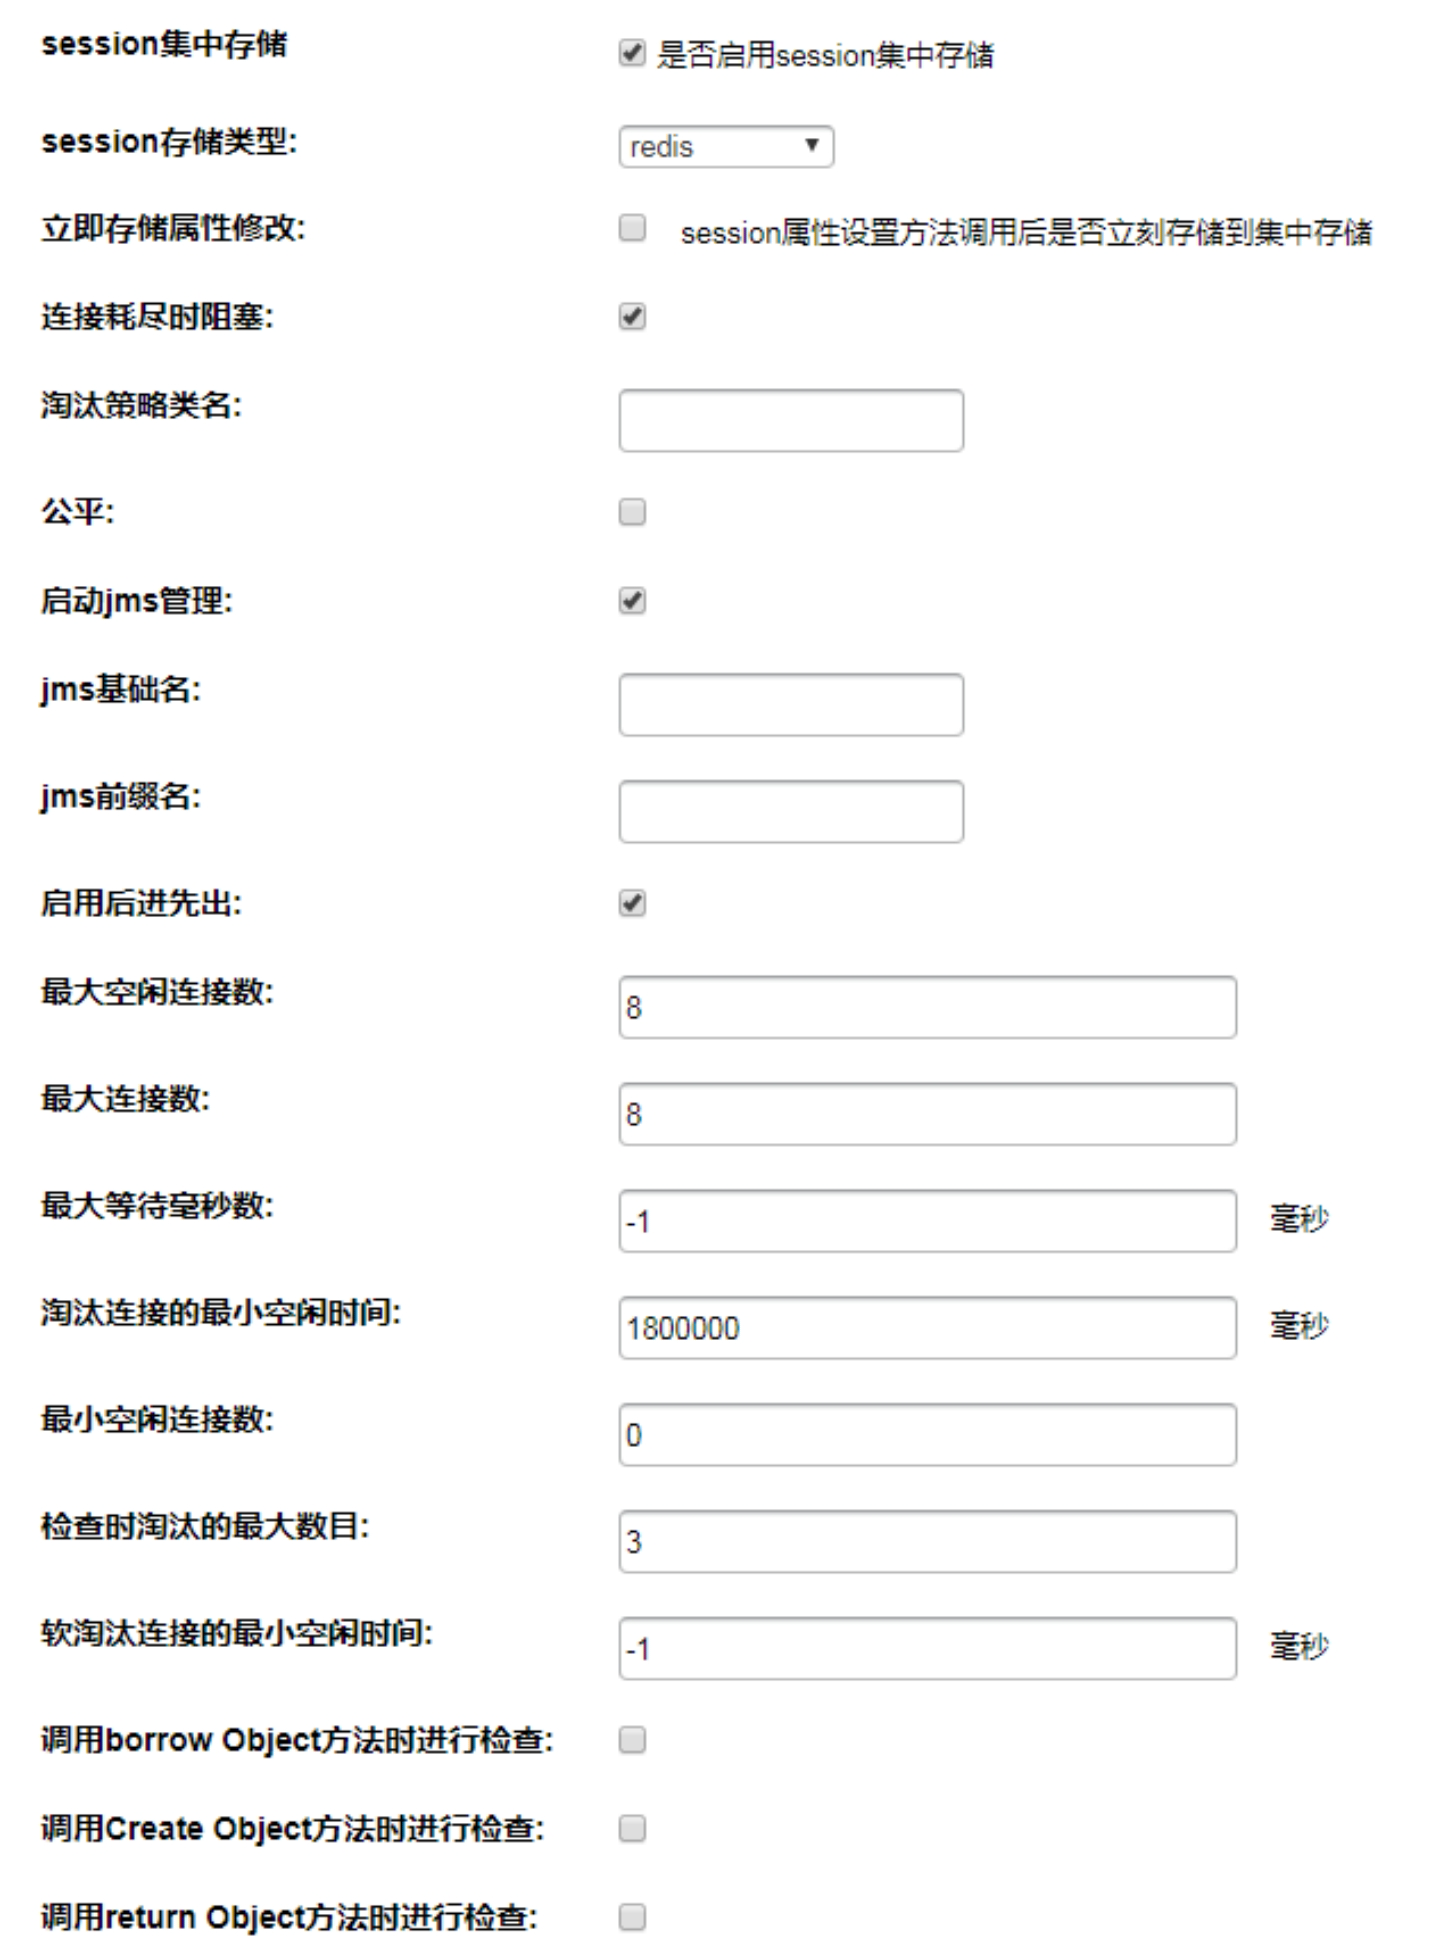 session集中存储 是否启用session集中存储
session存储类型: redis
立即存储属性修改: session属性设置方法调用后是否立刻存储到集中存储
连接耗尽时阻塞:
淘汰策略类名:
公平:
启动jms管理:
jms基础名:
jms前缀名:
启用后进先出:
最大空闲连接数: 8
最大连接数: 8
最大等待毫秒数: -1 毫秒
淘汰连接的最小空闲时间: 1800000 毫秒
最小空闲连接数: 0
检查时淘汰的最大数目: 3
软淘汰连接的最小空闲时间: -1 毫秒
调用borrow Object方法时进行检查:
调用Create Object方法时进行检查:
调用return Object方法时进行检查: